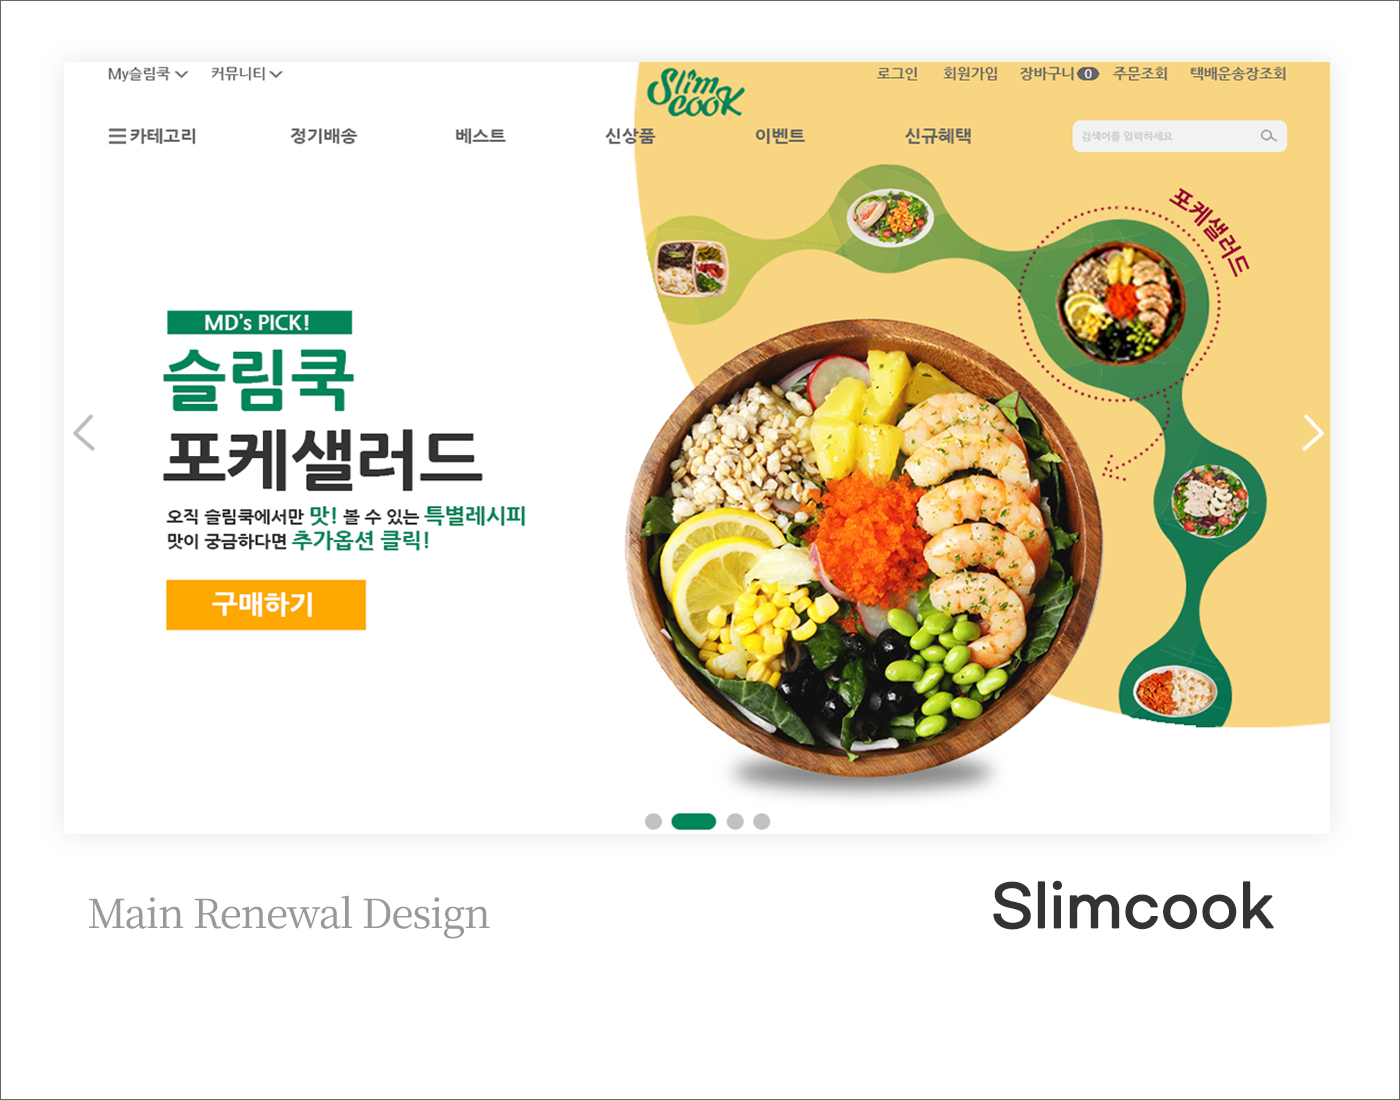 My슬림쿡 커뮤니티
Slim cook
로그인 회원가입 장바구니 0 주문조회 택배운송장조회
카테고리 정기배송 베스트 신상품 이벤트 신규혜택
검색어를 입력하세요
포케샐러드
MD's PICK!
슬림쿡
포케샐러드
오직 슬림쿡에서만 맛! 볼 수 있는 특별레시피
맛이 궁금하다면 추가옵션 클릭!
구매하기
Main Renewal Design
Slimcook